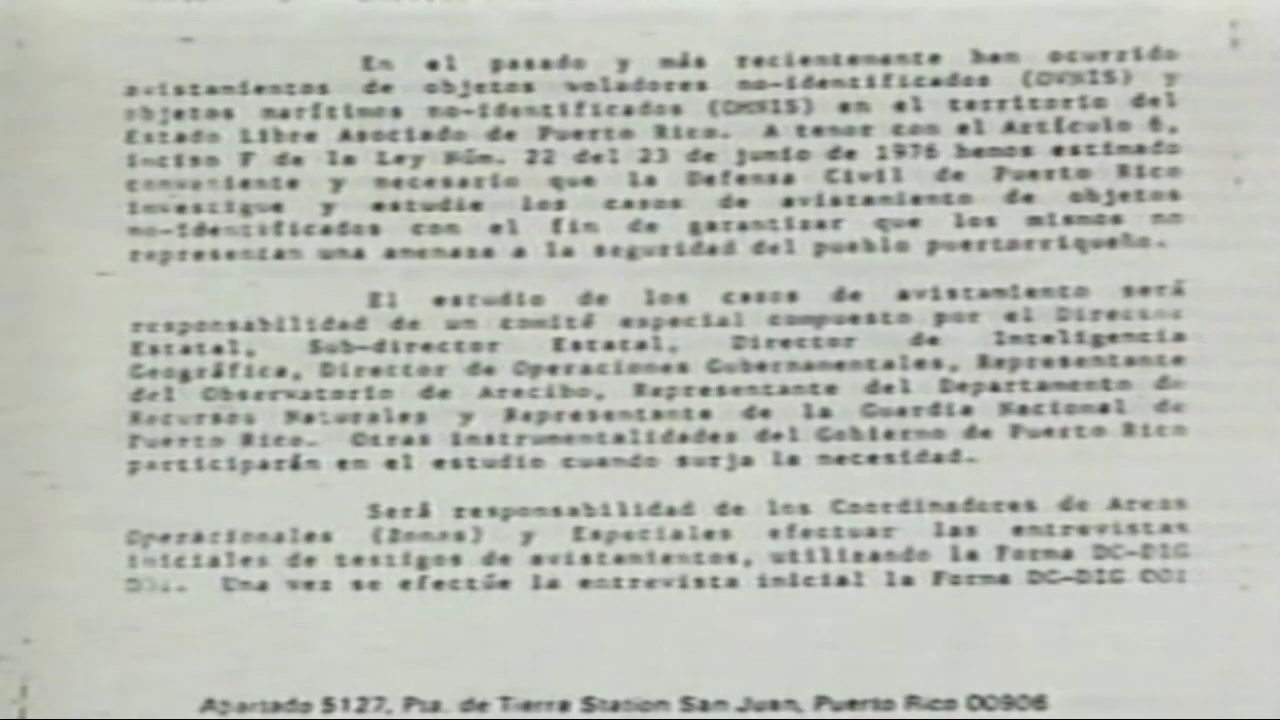 En el pasado y más recientemente han ocurrido
avistamientos de objetos voladores no-identificados (OVNIS) y
objetos marítimos no-identificados (OMNIS) en el territorio del
Estado Libre Asociado de Puerto Rico. A tenor con el Artículo 6,
inciso F de la Ley Núm. 22 del 23 de junio de 1976 hemos estimado
conveniente y necesario que la Defensa Civil de Puerto Rico
investigue y estudie los casos de avistamiento de objetos
no-identificados con el fin de garantizar que los mismos no
representan una amenaza a la seguridad del pueblo puertorriqueño.
El estudio de los casos de avistamiento será
responsabilidad de un comité especial compuesto por el Director
Estatal, Sub-director Estatal, Director de Inteligencia
Geográfica, Director de Operaciones Gubernamentales, Representante
del Observatorio de Arecibo, Representante del Departamento de
Recursos Naturales y Representante de la Guardia Nacional de
Puerto Rico. Otras instrumentalidades del Gobierno de Puerto Rico
participarán en el estudio cuando surja la necesidad.
Será responsabilidad de los Coordinadores de Areas
Operacionales (Zonas) y Especiales efectuar las entrevistas
iniciales de testigos de avistamientos, utilizando la Forma DC-DIG
Una vez se efectúe la entrevista inicial la Forma DC-DIG 001
Apartado 5127, Pta. de Tierra Station San Juan, Puerto Rico 00906